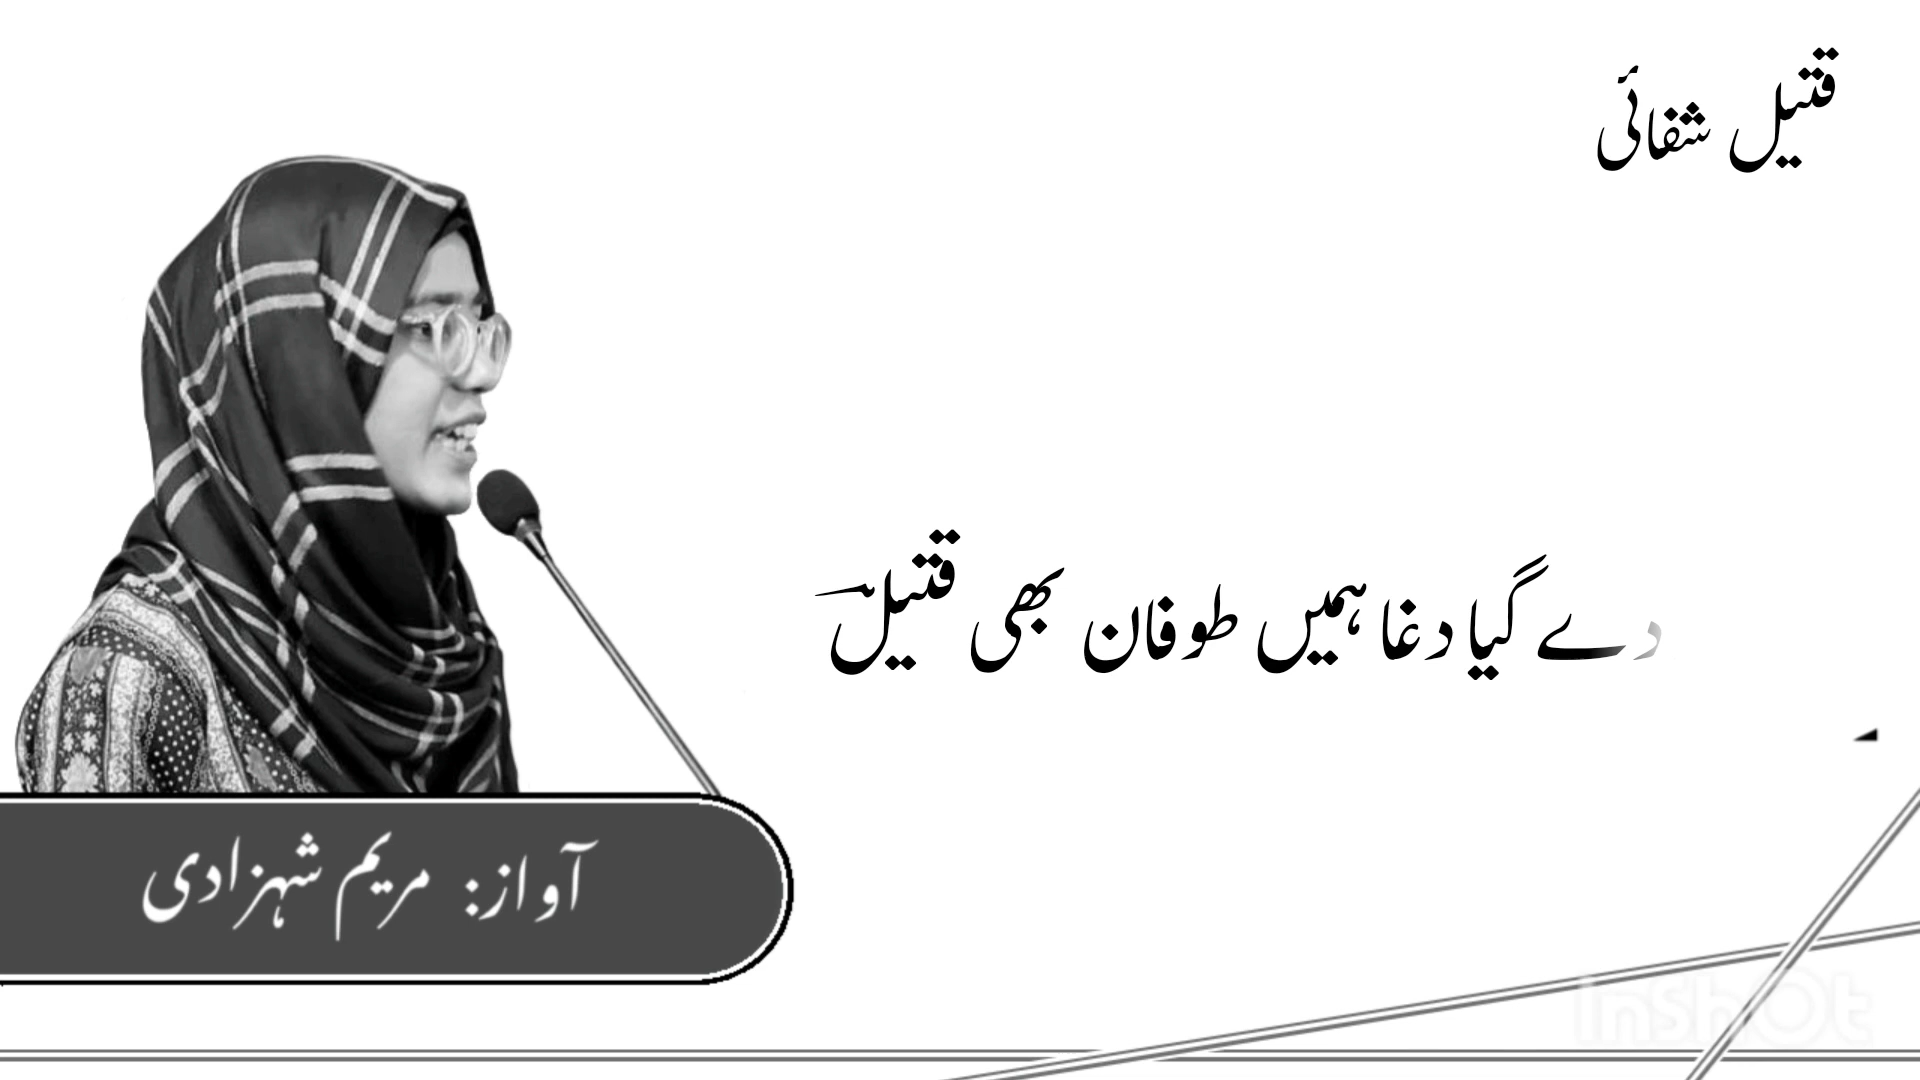 قتیل شفائی
دے گیا دغا ہمیں طوفان بھی قتیلؔ
آواز: مریم شہزادی
InShOt